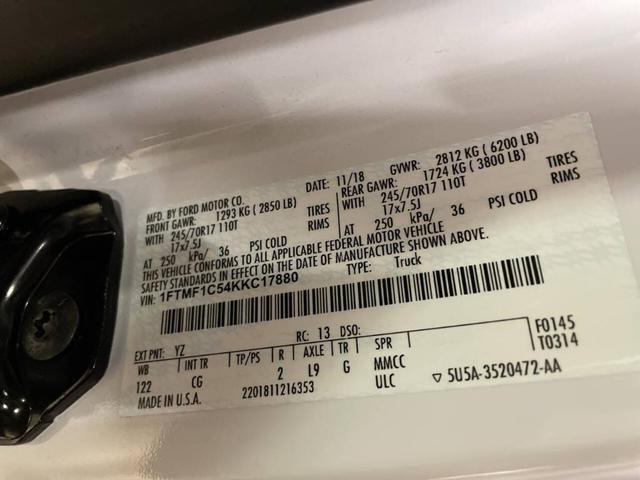 MFD. BY FORD MOTOR CO.
DATE: 11/18 GVWR: 2812 KG ( 6200 LB)
FRONT GAWR: 1293 KG ( 2850 LB)
REAR GAWR: 1724 KG ( 3800 LB)
WITH 245/70R17 110T TIRES
WITH 245/70R17 110T TIRES
17x7.5J RIMS
17x7.5J RIMS
AT 250 kPa/ 36 PSI COLD
AT 250 kPa/ 36 PSI COLD
THIS VEHICLE CONFORMS TO ALL APPLICABLE FEDERAL MOTOR VEHICLE
SAFETY STANDARDS IN EFFECT ON THE DATE OF MANUFACTURE SHOWN ABOVE.
VIN: 1FTMF1C54KKC17880
TYPE: Truck
EXT PNT: YZ RC: 13 DSO:
WB INT TR TP/PS R AXLE TR SPR
122 CG 2 L9 G MMCC
ULC
F0145
T0314
MADE IN U.S.A. 2201811216353
▽ 5U5A-3520472-AA